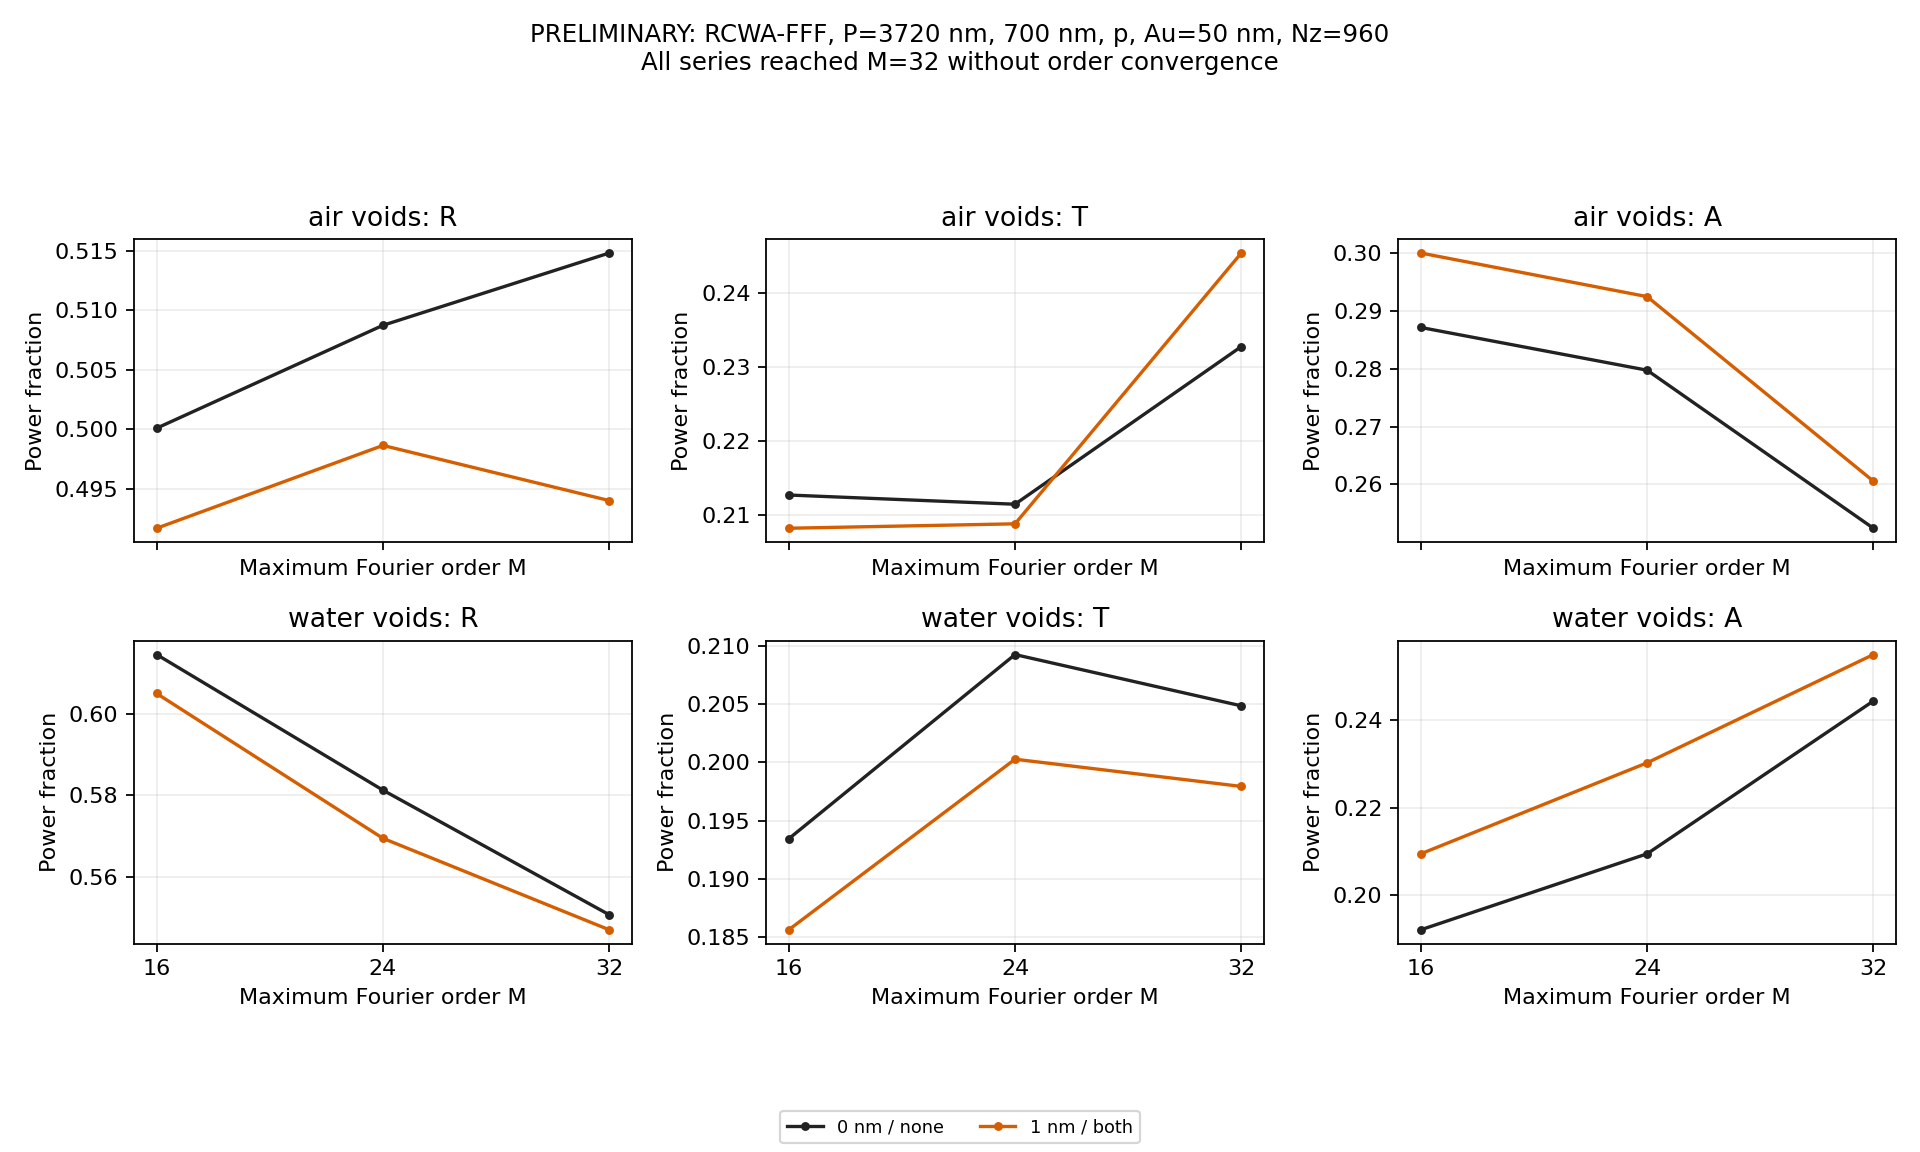 PRELIMINARY: RCWA-FFF, P=3720 nm, 700 nm, p, Au=50 nm, Nz=960
All series reached M=32 without order convergence
air voids: R
0.515
0.510
0.505
0.500
0.495
Power fraction
Maximum Fourier order M
air voids: T
0.24
0.23
0.22
0.21
Power fraction
Maximum Fourier order M
air voids: A
0.30
0.29
0.28
0.27
0.26
Power fraction
Maximum Fourier order M
water voids: R
0.60
0.58
0.56
Power fraction
16 24 32
Maximum Fourier order M
water voids: T
0.210
0.205
0.200
0.195
0.190
0.185
Power fraction
16 24 32
Maximum Fourier order M
water voids: A
0.24
0.22
0.20
Power fraction
16 24 32
Maximum Fourier order M
0 nm / none 1 nm / both